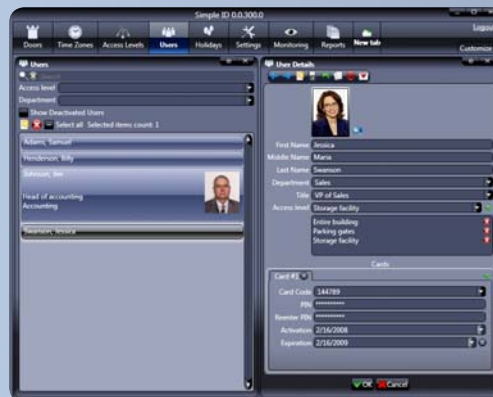 Simple ID 0.0.300.0
Doors Time Zones Access Levels Users Holidays Settings Monitoring Reports New tab
Logout
Customize
Users
Search
Access level
Department
Show Deactivated Users
Select all Selected items count: 1
Adams, Samuel
Henderson, Billy
Johnson, Jim
Head of accounting
Accounting
Swanson, Jessica
User Details
First Name Jessica
Middle Name Maria
Last Name Swanson
Department Sales
Title VP of Sales
Access level Storage facility
Entire building
Parking gates
Storage facility
Cards
Card #1
Card Code 144789
PIN **********
Reenter PIN **********
Activation 2/16/2008
Expiration 2/16/2009
OK Cancel